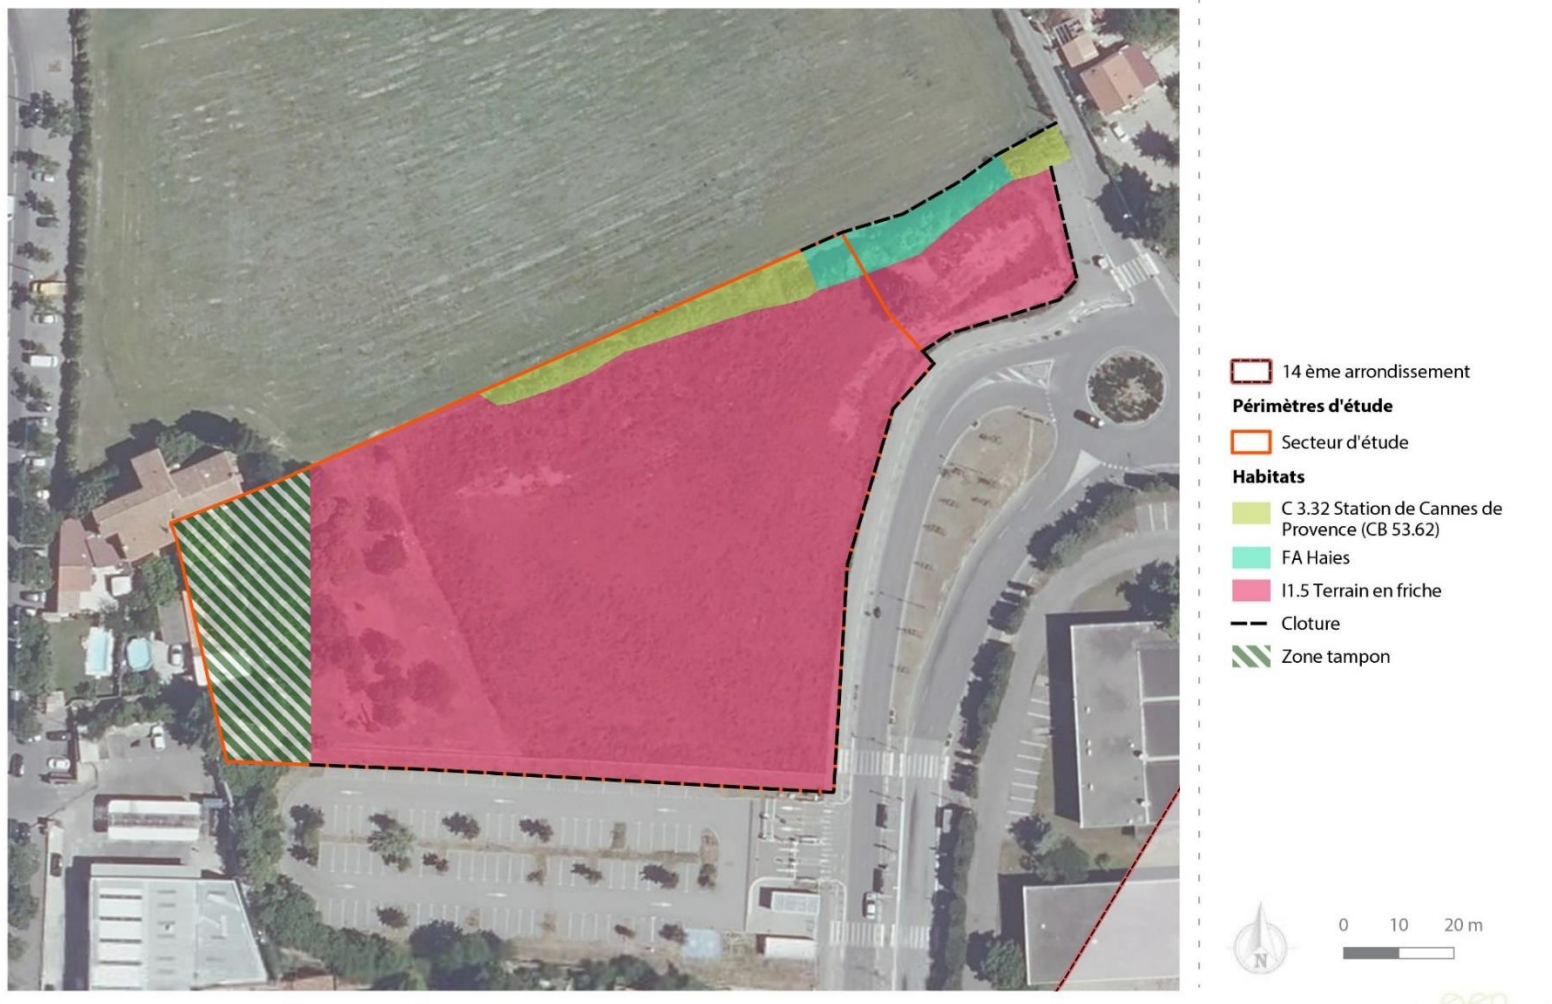 14 ème arrondissement
Périmètres d'étude
Secteur d'étude
Habitats
C 3.32 Station de Cannes de
Provence (CB 53.62)
FA Haies
I1.5 Terrain en friche
Cloture
Zone tampon
0 10 20 m
N